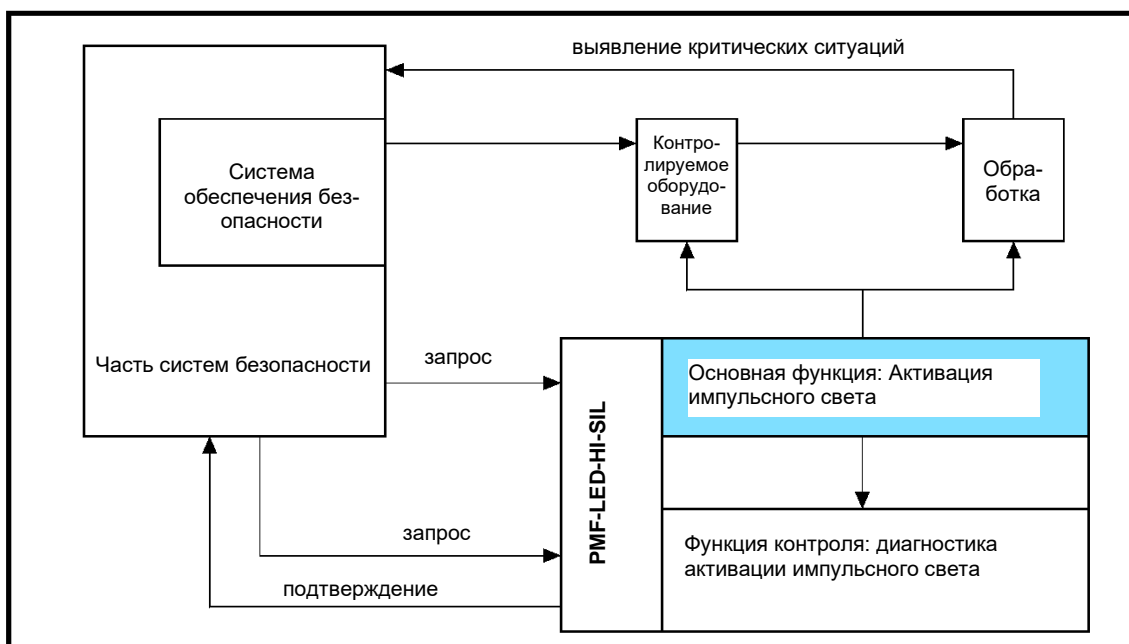 выявление критических ситуаций
Система
обеспечения без-
опасности
Контро-
лируемое
оборудо-
вание
Обра-
ботка
Часть систем безопасности
запрос
Основная функция: Активация
импульсного света
PMF-LED-HI-SIL
запрос
Функция контроля: диагностика
активации импульсного света
подтверждение